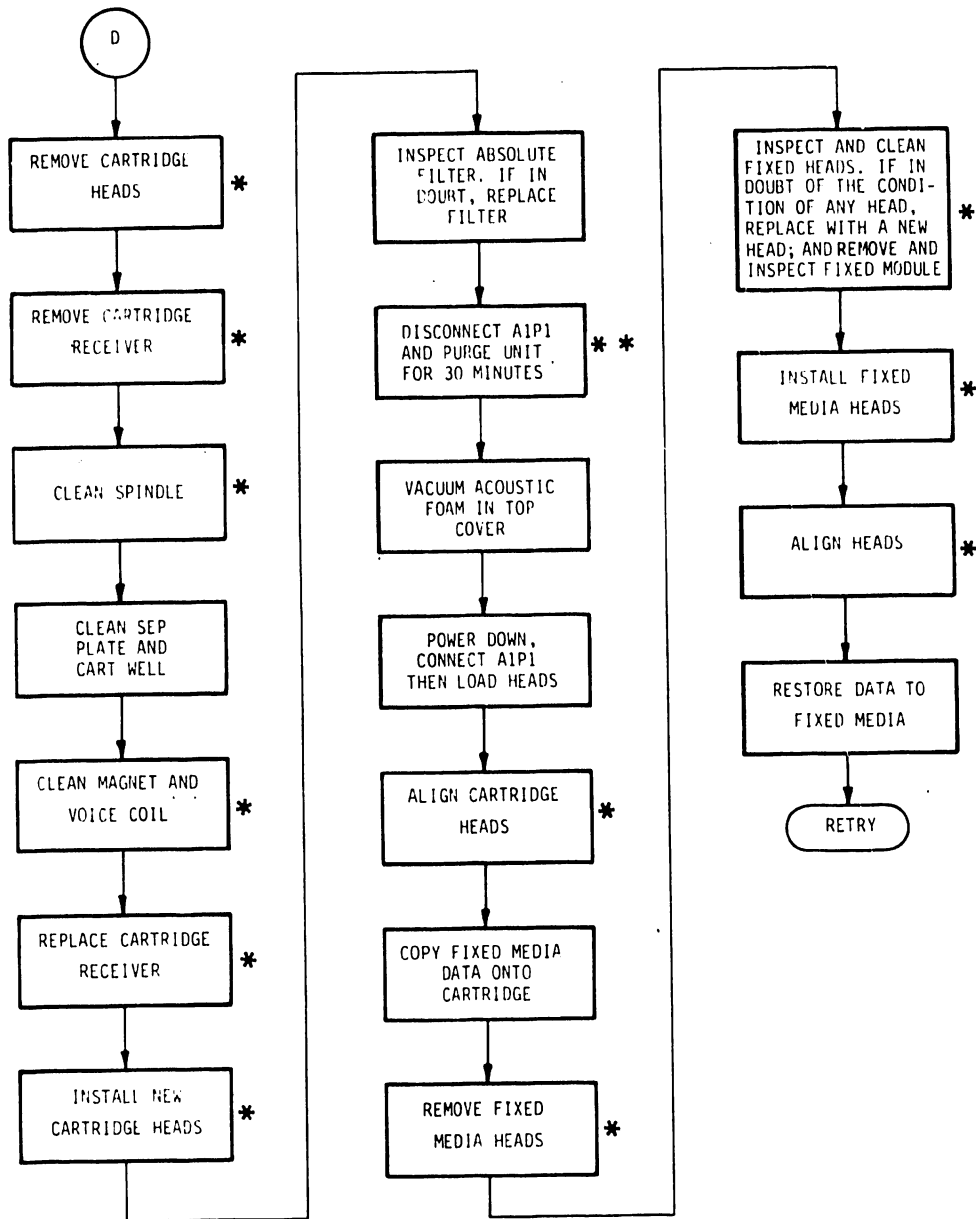 D
REMOVE CARTRIDGE
HEADS
*
REMOVE CARTRIDGE
RECEIVER
*
CLEAN SPINDLE
*
CLEAN SEP
PLATE AND
CART WELL
CLEAN MAGNET AND
VOICE COIL
*
REPLACE CARTRIDGE
RECEIVER
*
INSTALL NEW
CARTRIDGE HEADS
*
INSPECT ABSOLUTE
FILTER. IF IN
DOUBT, REPLACE
FILTER
DISCONNECT A1P1
AND PURGE UNIT
FOR 30 MINUTES
* *
VACUUM ACOUSTIC
FOAM IN TOP
COVER
POWER DOWN,
CONNECT A1P1
THEN LOAD HEADS
ALIGN CARTRIDGE
HEADS
*
COPY FIXED MEDIA
DATA ONTO
CARTRIDGE
REMOVE FIXED
MEDIA HEADS
*
INSPECT AND CLEAN
FIXED HEADS. IF IN
DOUBT OF THE CONDI-
TION OF ANY HEAD,
REPLACE WITH A NEW
HEAD; AND REMOVE AND
INSPECT FIXED MODULE
*
INSTALL FIXED
MEDIA HEADS
*
ALIGN HEADS
*
RESTORE DATA TO
FIXED MEDIA
RETRY